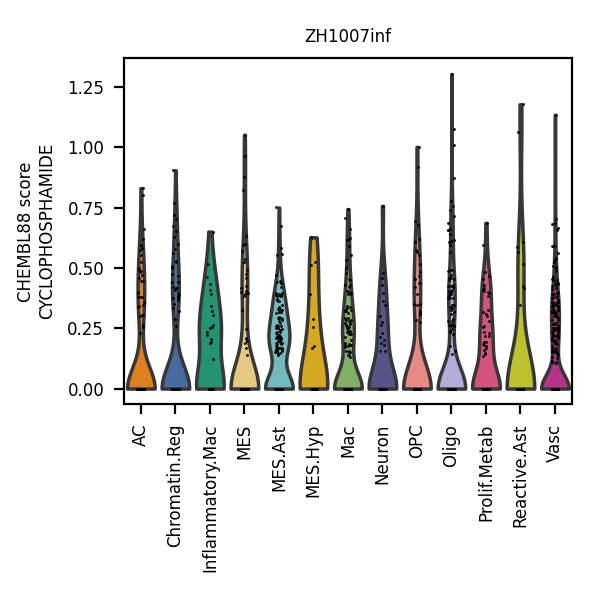 ZH1007inf
CHEMBL88 score
CYCLOPHOSPHAMIDE
1.25
1.00
0.75
0.50
0.25
0.00
AC
Chromatin.Reg
Inflammatory.Mac
MES
MES.Ast
MES.Hyp
Mac
Neuron
OPC
Oligo
Prolif.Metab
Reactive.Ast
Vasc